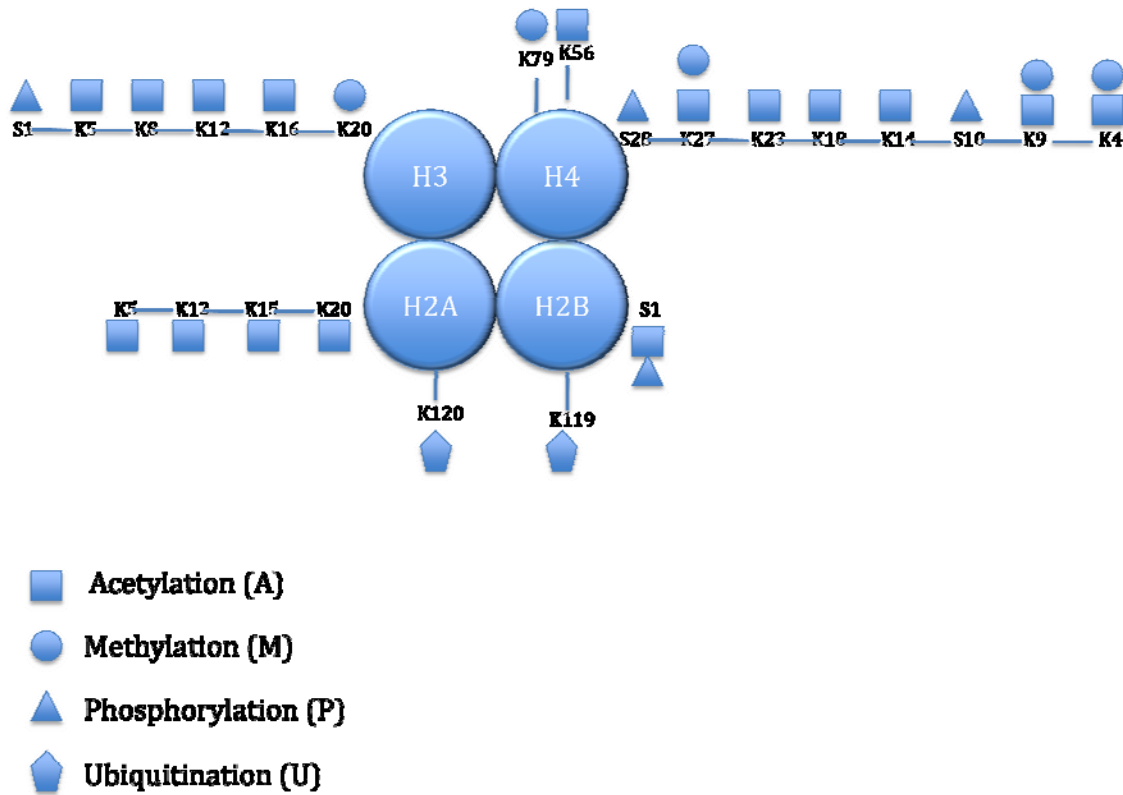 K79 K56
S1 K5 K8 K12 K16 K20
S28 K27 K23 K18 K14 S10 K9 K4
H3 H4
K5 K12 K15 K20
H2A H2B
S1
K120 K119
Acetylation (A)
Methylation (M)
Phosphorylation (P)
Ubiquitination (U)